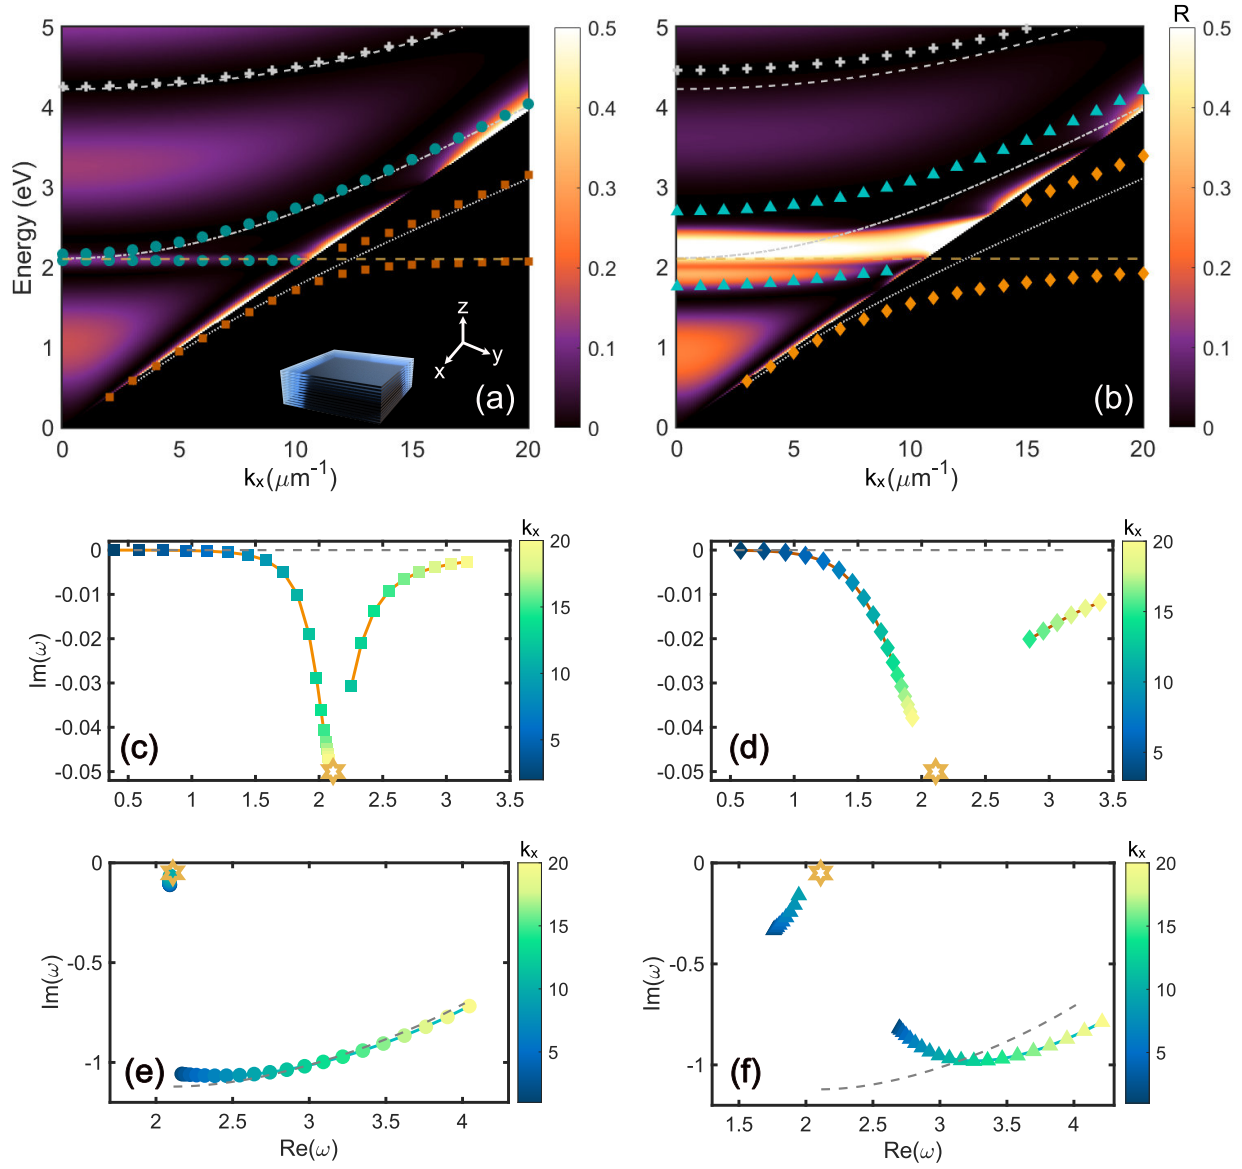 R
5
4
3
2
1
0
Energy (eV)
0 5 10 15 20
kx(μm⁻¹)
0.5
0.4
0.3
0.2
0.1
0
z
y
x
(a)
5
4
3
2
1
0
0 5 10 15 20
kx(μm⁻¹)
0.5
0.4
0.3
0.2
0.1
0
(b)
kx
0
-0.01
-0.02
-0.03
-0.04
-0.05
Im(ω)
0.5 1 1.5 2 2.5 3 3.5
20
15
10
5
(c)
kx
0
-0.01
-0.02
-0.03
-0.04
-0.05
Im(ω)
0.5 1 1.5 2 2.5 3 3.5
20
15
10
5
(d)
kx
0
-0.5
-1
Im(ω)
2 2.5 3 3.5 4
Re(ω)
20
15
10
5
(e)
kx
0
-0.5
-1
Im(ω)
1.5 2 2.5 3 3.5 4
Re(ω)
20
15
10
5
(f)